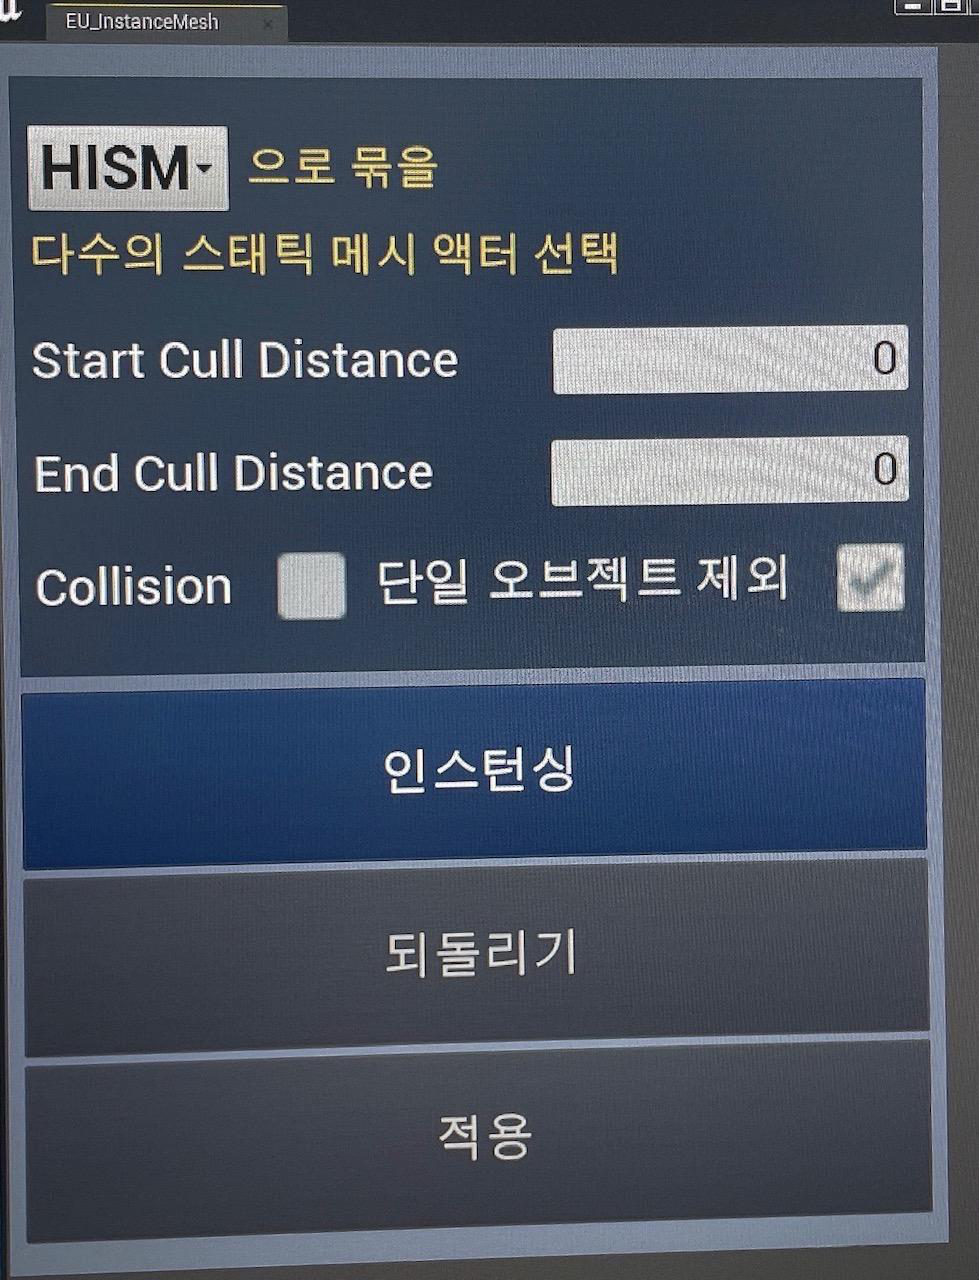 EU_InstanceMesh
HISM 으로 묶을
다수의 스태틱 메시 액터 선택
Start Cull Distance 0
End Cull Distance 0
Collision 단일 오브젝트 제외
인스턴싱
되돌리기
적용